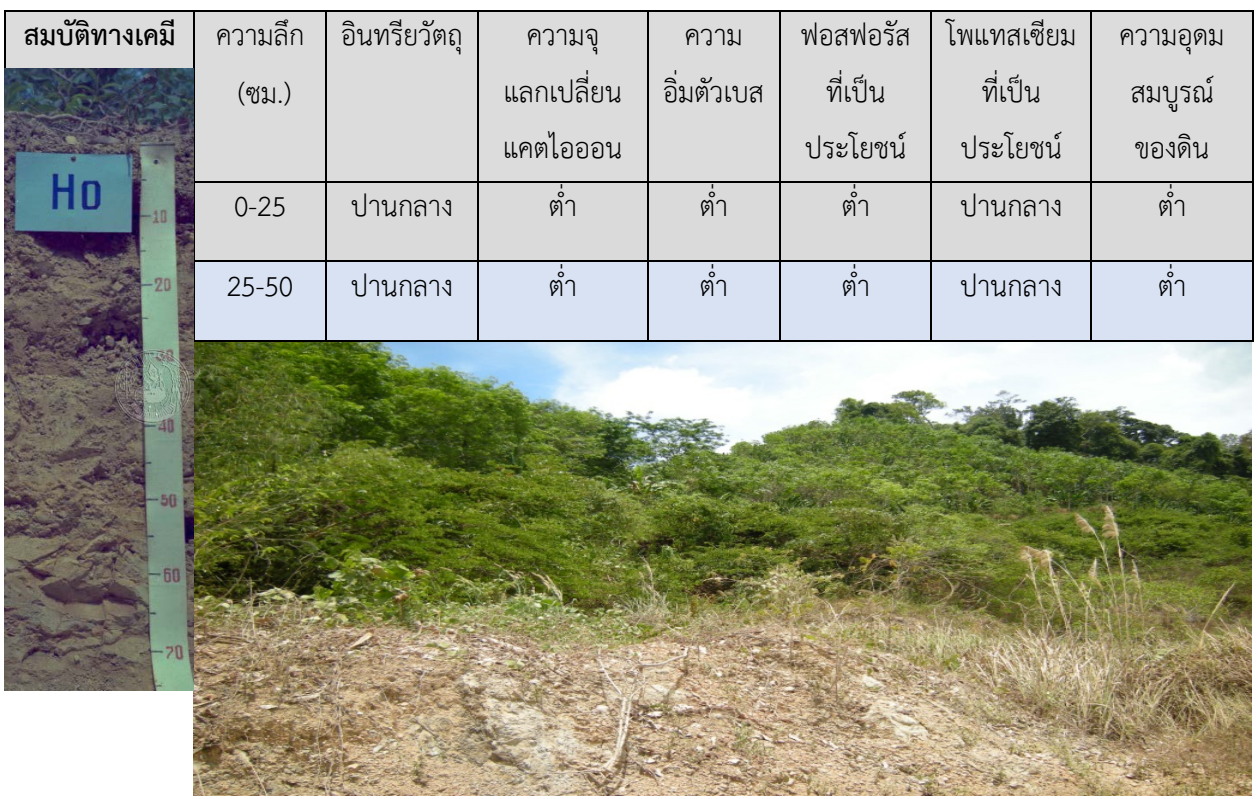 สมบัติทางเคมี ความลึก อินทรียวัตถุ ความจุ ความ ฟอสฟอรัส โพแทสเซียม ความอุดม
(ซม.) แลกเปลี่ยน อิ่มตัวเบส ที่เป็น ที่เป็น สมบูรณ์
แคตไอออน ประโยชน์ ประโยชน์ ของดิน
0-25 ปานกลาง ต่ำ ต่ำ ต่ำ ปานกลาง ต่ำ
25-50 ปานกลาง ต่ำ ต่ำ ต่ำ ปานกลาง ต่ำ
Ho
10
20
30
40
50
60
70